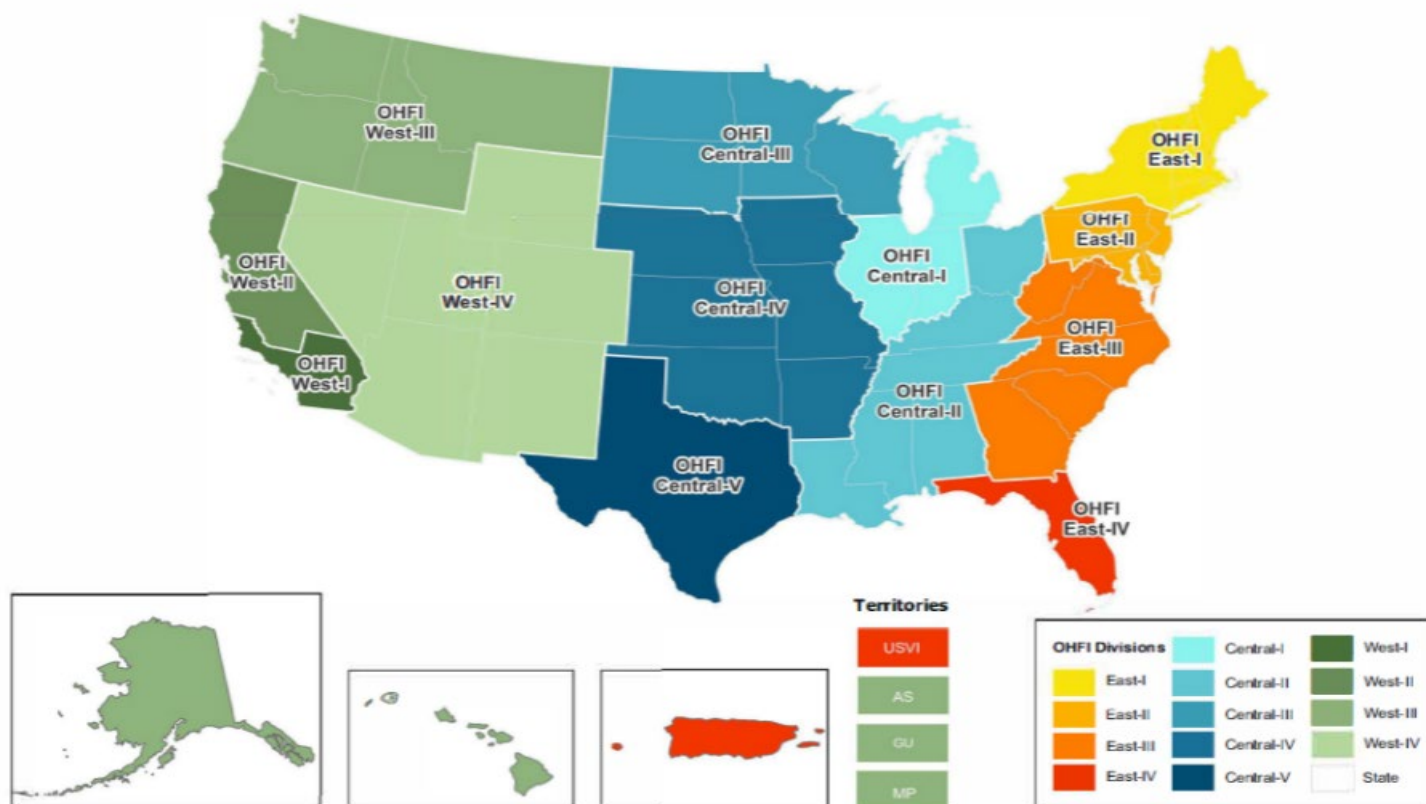 OHFI
West-III
OHFI
Central-III
OHFI
East-I
OHFI
East-II
OHFI
West-II
OHFI
West-IV
OHFI
Central-IV
OHFI
Central-I
OHFI
East-III
OHFI
West-I
OHFI
Central-II
OHFI
Central-V
OHFI
East-IV
Territories
USVI
AS
GU
MP
OHFI Divisions
East-I
East-II
East-III
East-IV
Central-I
Central-II
Central-III
Central-IV
Central-V
West-I
West-II
West-III
West-IV
State